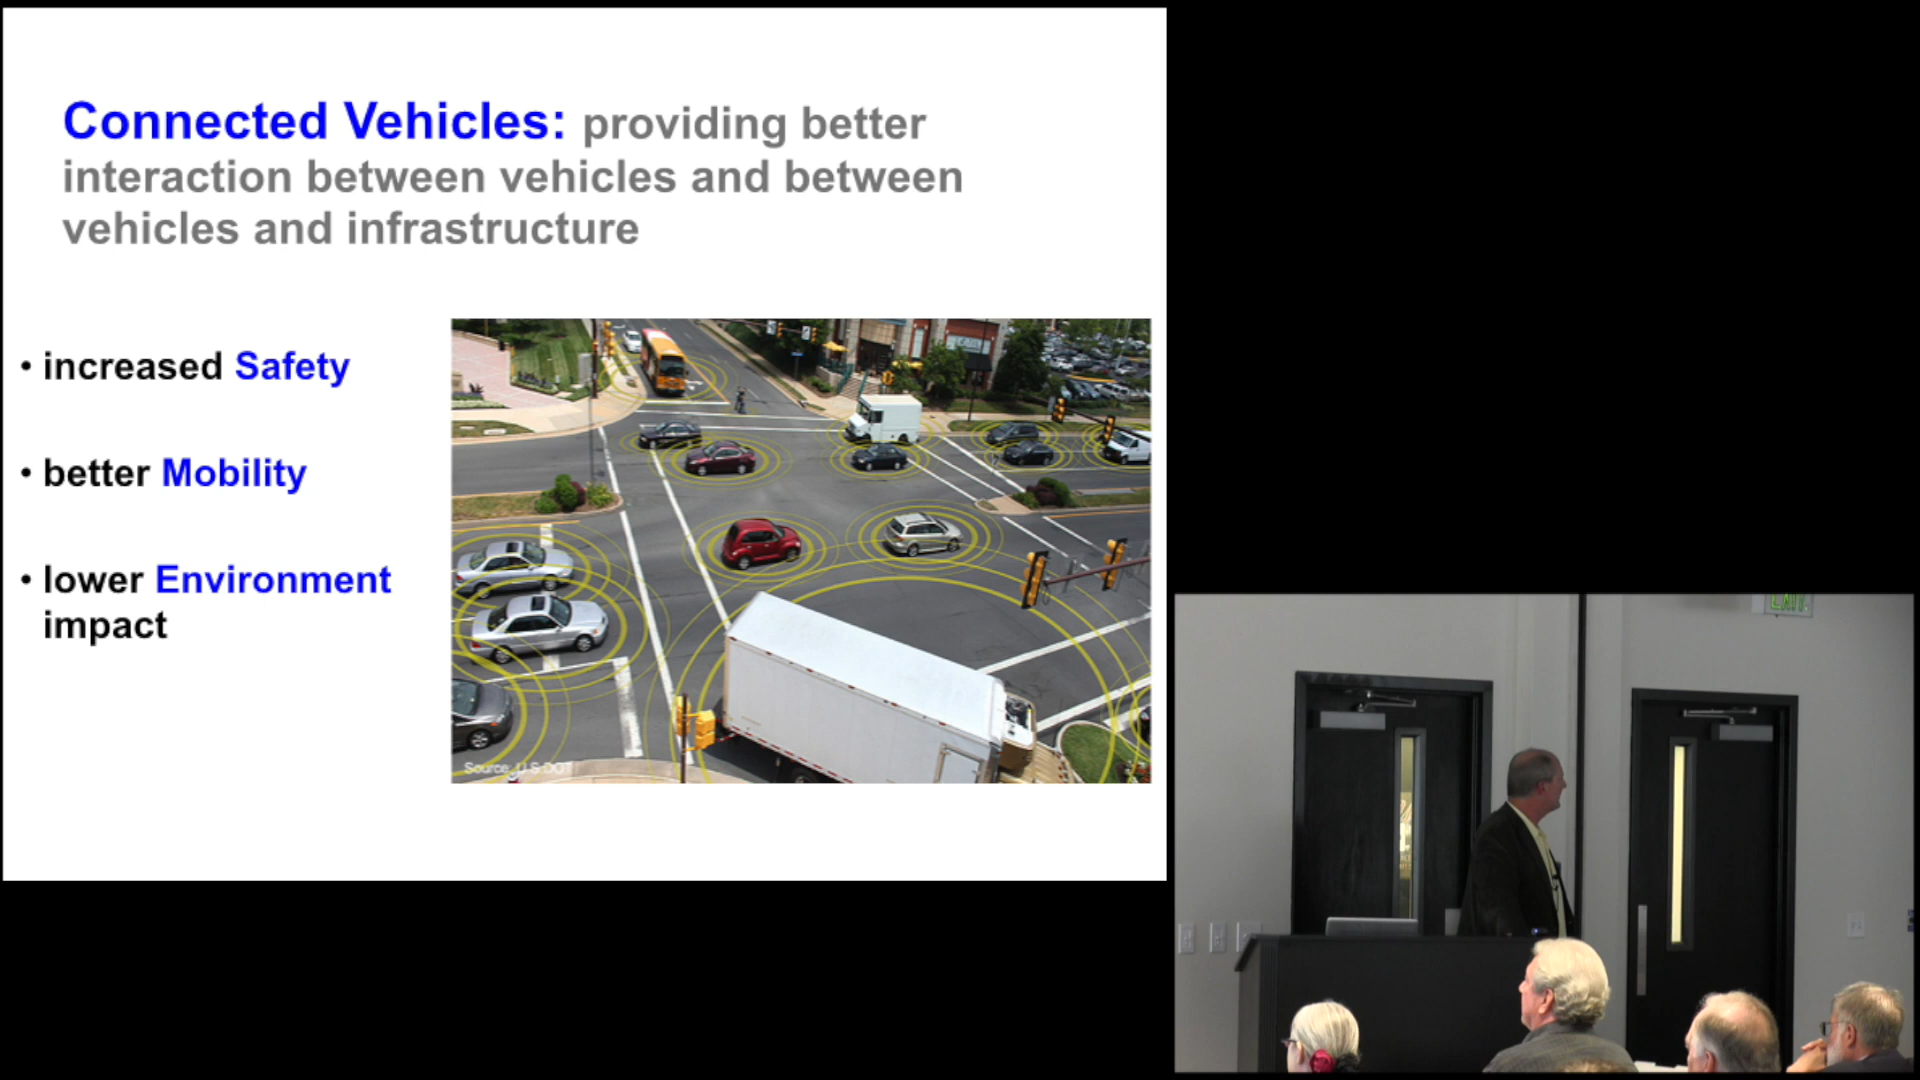 Connected Vehicles: providing better
interaction between vehicles and between
vehicles and infrastructure
• increased Safety
• better Mobility
• lower Environment
impact
Source: U.S.DOT
EXIT